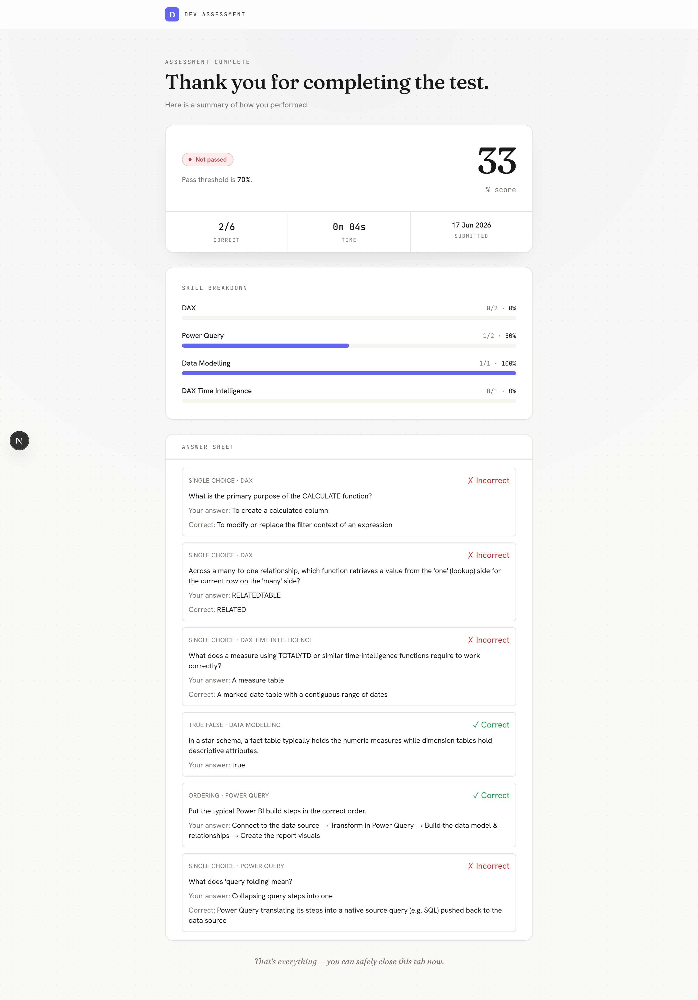 D DEV ASSESSMENT
ASSESSMENT COMPLETE
Thank you for completing the test.
Here is a summary of how you performed.
Not passed
Pass threshold is 70%.
33
% score
2/6
CORRECT
0m 04s
TIME
17 Jun 2026
SUBMITTED
SKILL BREAKDOWN
DAX 0/2 · 0%
Power Query 1/2 · 50%
Data Modelling 1/1 · 100%
DAX Time Intelligence 0/1 · 0%
N
ANSWER SHEET
SINGLE CHOICE · DAX ✗ Incorrect
What is the primary purpose of the CALCULATE function?
Your answer: To create a calculated column
Correct: To modify or replace the filter context of an expression
SINGLE CHOICE · DAX ✗ Incorrect
Across a many-to-one relationship, which function retrieves a value from the 'one' (lookup) side for
the current row on the 'many' side?
Your answer: RELATEDTABLE
Correct: RELATED
SINGLE CHOICE · DAX TIME INTELLIGENCE ✗ Incorrect
What does a measure using TOTALYTD or similar time-intelligence functions require to work
correctly?
Your answer: A measure table
Correct: A marked date table with a contiguous range of dates
TRUE FALSE · DATA MODELLING ✓ Correct
In a star schema, a fact table typically holds the numeric measures while dimension tables hold
descriptive attributes.
Your answer: true
ORDERING · POWER QUERY ✓ Correct
Put the typical Power BI build steps in the correct order.
Your answer: Connect to the data source → Transform in Power Query → Build the data model &
relationships → Create the report visuals
SINGLE CHOICE · POWER QUERY ✗ Incorrect
What does 'query folding' mean?
Your answer: Collapsing query steps into one
Correct: Power Query translating its steps into a native source query (e.g. SQL) pushed back to the
data source
That's everything — you can safely close this tab now.